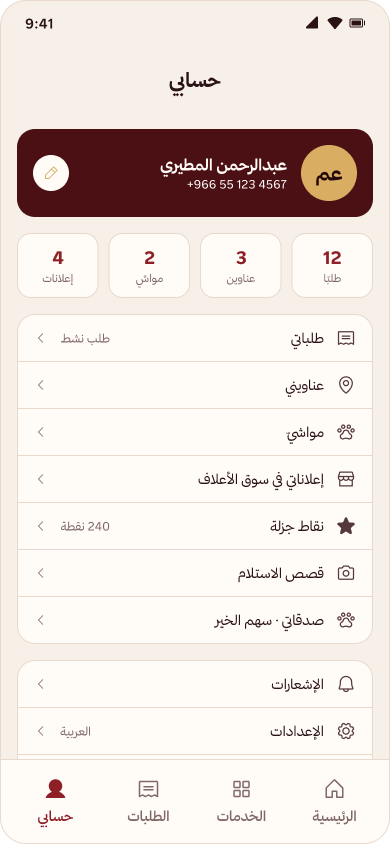 9:41
حسابي
عم
عبدالرحمن المطيري
+966 55 123 4567
12
طلبًا
3
عناوين
2
مواشٍ
4
إعلانات
طلباتي
طلب نشط
عناويني
مواشيّ
إعلاناتي في سوق الأعلاف
نقاط جزلة
240 نقطة
قصص الاستلام
صدقاتي · سهم الخير
الإشعارات
الإعدادات
العربية
الرئيسية
الخدمات
الطلبات
حسابي